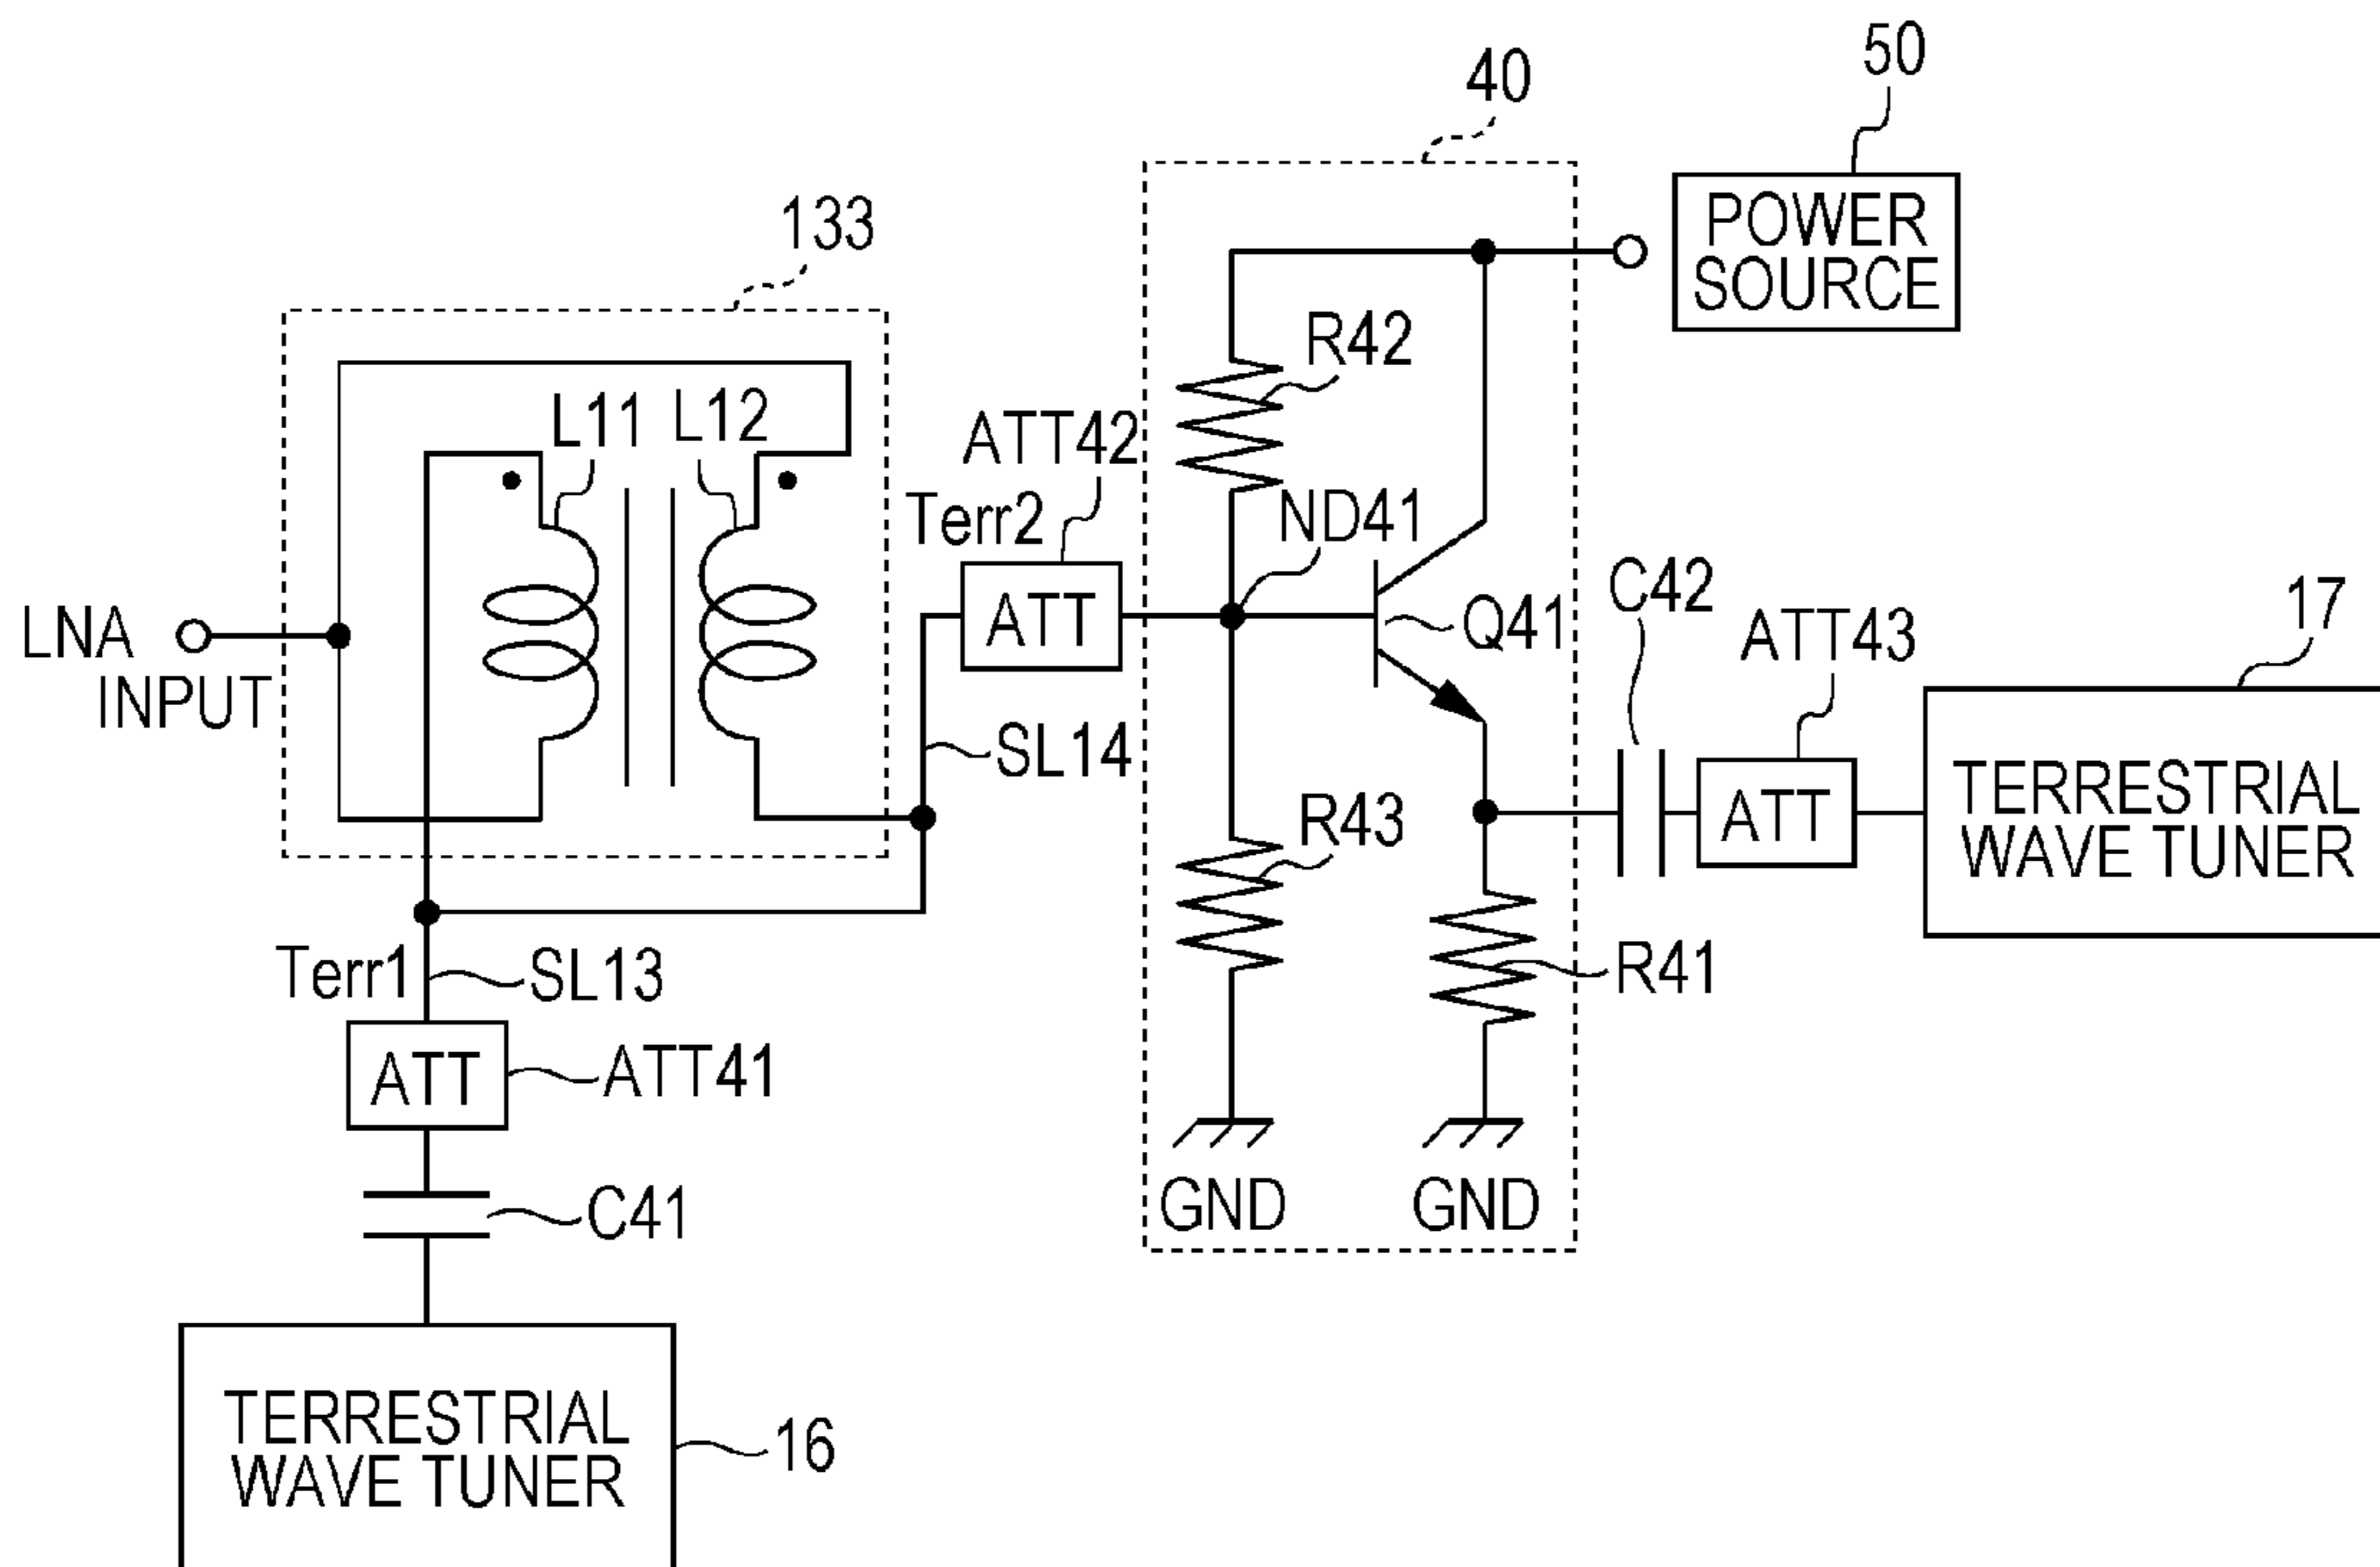 50
40
POWER
SOURCE
133
R42
L11
L12
ATT42
Terr2
ND41
C42
17
LNA
INPUT
ATT
Q41
ATT43
SL14
R43
ATT
TERRESTRIAL
WAVE TUNER
Terr1
SL13
R41
ATT
ATT41
C41
GND
GND
TERRESTRIAL
WAVE TUNER
16